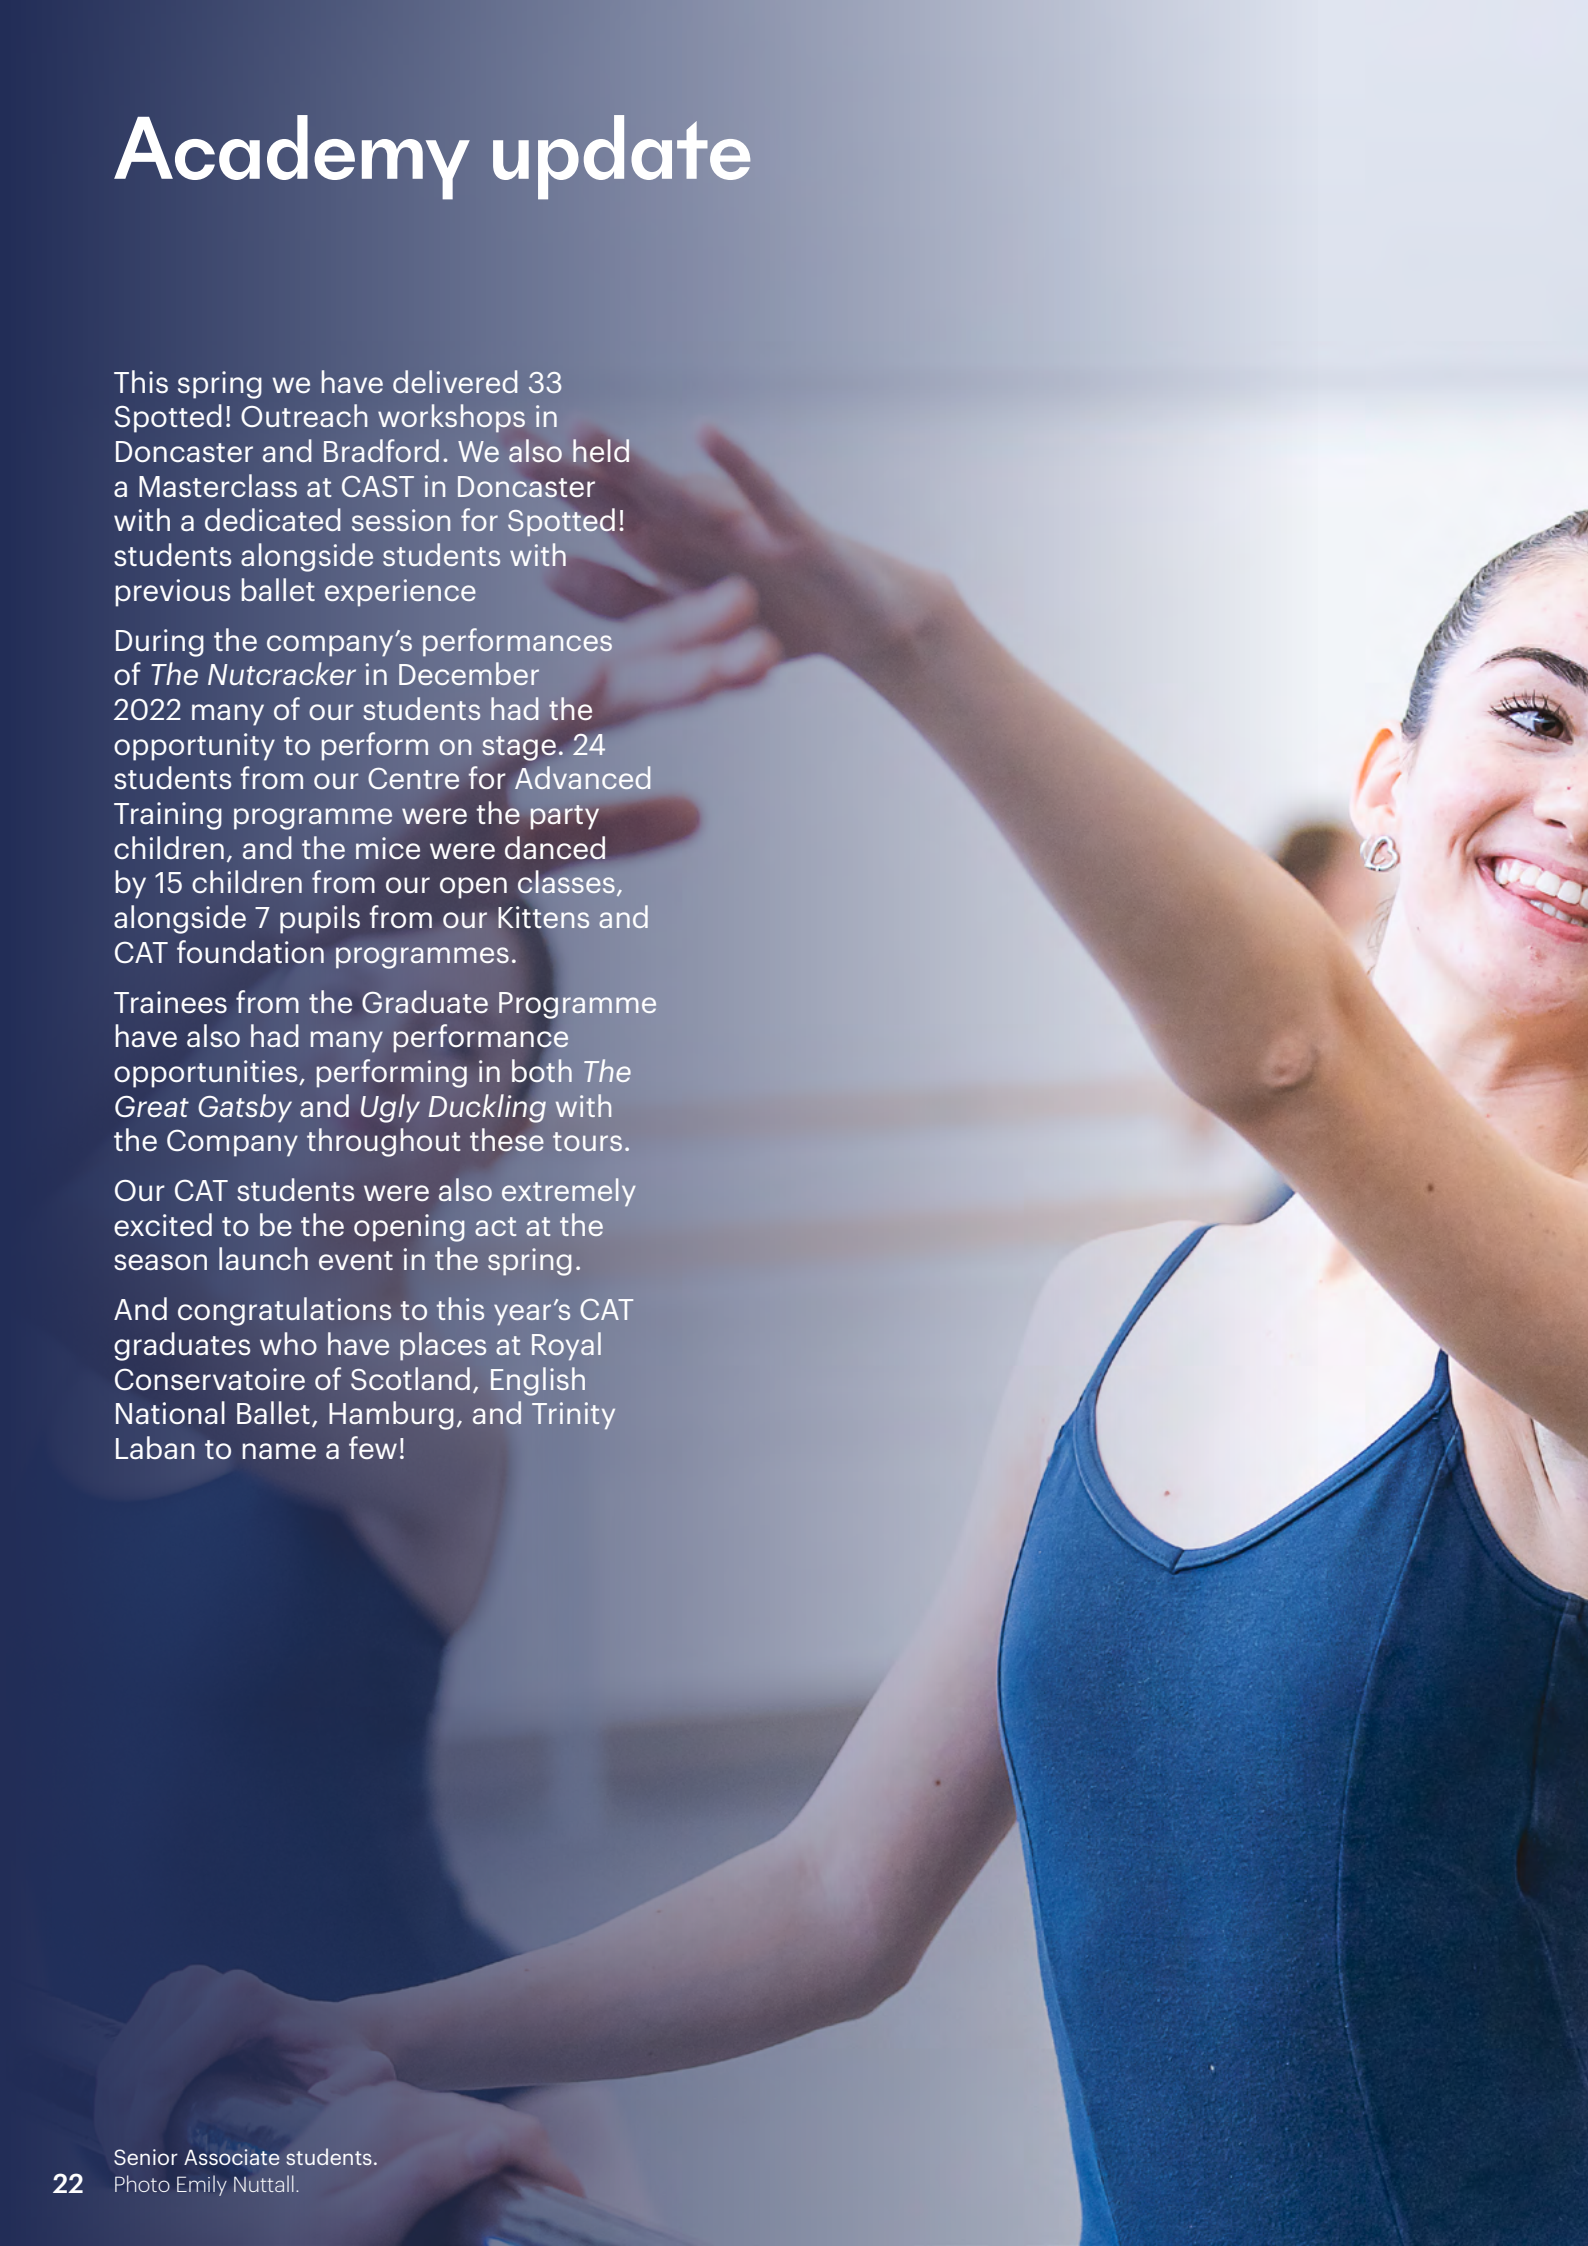 Academy update
This spring we have delivered 33
Spotted! Outreach workshops in
Doncaster and Bradford. We also held
a Masterclass at CAST in Doncaster
with a dedicated session for Spotted!
students alongside students with
previous ballet experience
During the company’s performances
of The Nutcracker in December
2022 many of our students had the
opportunity to perform on stage. 24
students from our Centre for Advanced
Training programme were the party
children, and the mice were danced
by 15 children from our open classes,
alongside 7 pupils from our Kittens and
CAT foundation programmes.
Trainees from the Graduate Programme
have also had many performance
opportunities, performing in both The
Great Gatsby and Ugly Duckling with
the Company throughout these tours.
Our CAT students were also extremely
excited to be the opening act at the
season launch event in the spring.
And congratulations to this year’s CAT
graduates who have places at Royal
Conservatoire of Scotland, English
National Ballet, Hamburg, and Trinity
Laban to name a few!
Senior Associate students.
22 Photo Emily Nuttall.